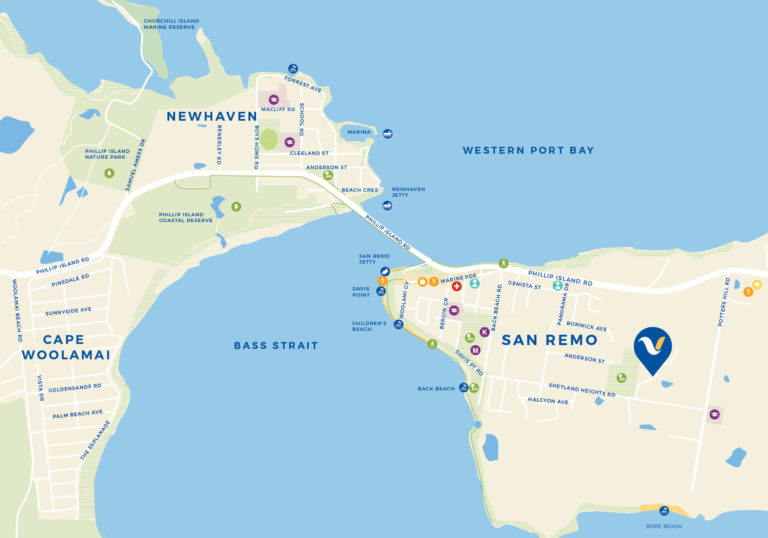 CHURCHILL ISLAND
MARINE RESERVE
FORREST AVE
NEWHAVEN
MACLIFF RD
SCHOOL RD
MARINA
BENERLEY RD
BOYS HOME RD
CLEELAND ST
WESTERN PORT BAY
PHILLIP ISLAND
NATURE PARK
SAMUEL AMESS DR
ANDERSON ST
BEACH CRES
NEWHAVEN
JETTY
PHILLIP ISLAND
COASTAL RESERVE
PHILLIP ISLAND RD
SAN REMO
JETTY
PHILLIP ISLAND RD
PINEDALE RD
WOOLAMAI BEACH RD
MARINE PDE
PHILLIP ISLAND RD
GENISTA ST
DAVIS
POINT
WOOLAMI GV
BERGIN GR
BACK BEACH RD
PANORAMA DR
POTTERS HILL RD
SUNNYSIDE AVE
CHILDREN'S
BEACH
K
BONWICK AVE
CAPE
WOOLAMAI
BASS STRAIT
SAN REMO
M
ANDERSON ST
DAVIS PT RD
VISTA DR
GOLDENSANDS RD
BACK BEACH
SHETLAND HEIGHTS RD
HALCYON AVE
PALM BEACH AVE
THE ESPLANADE
BORE BEACH